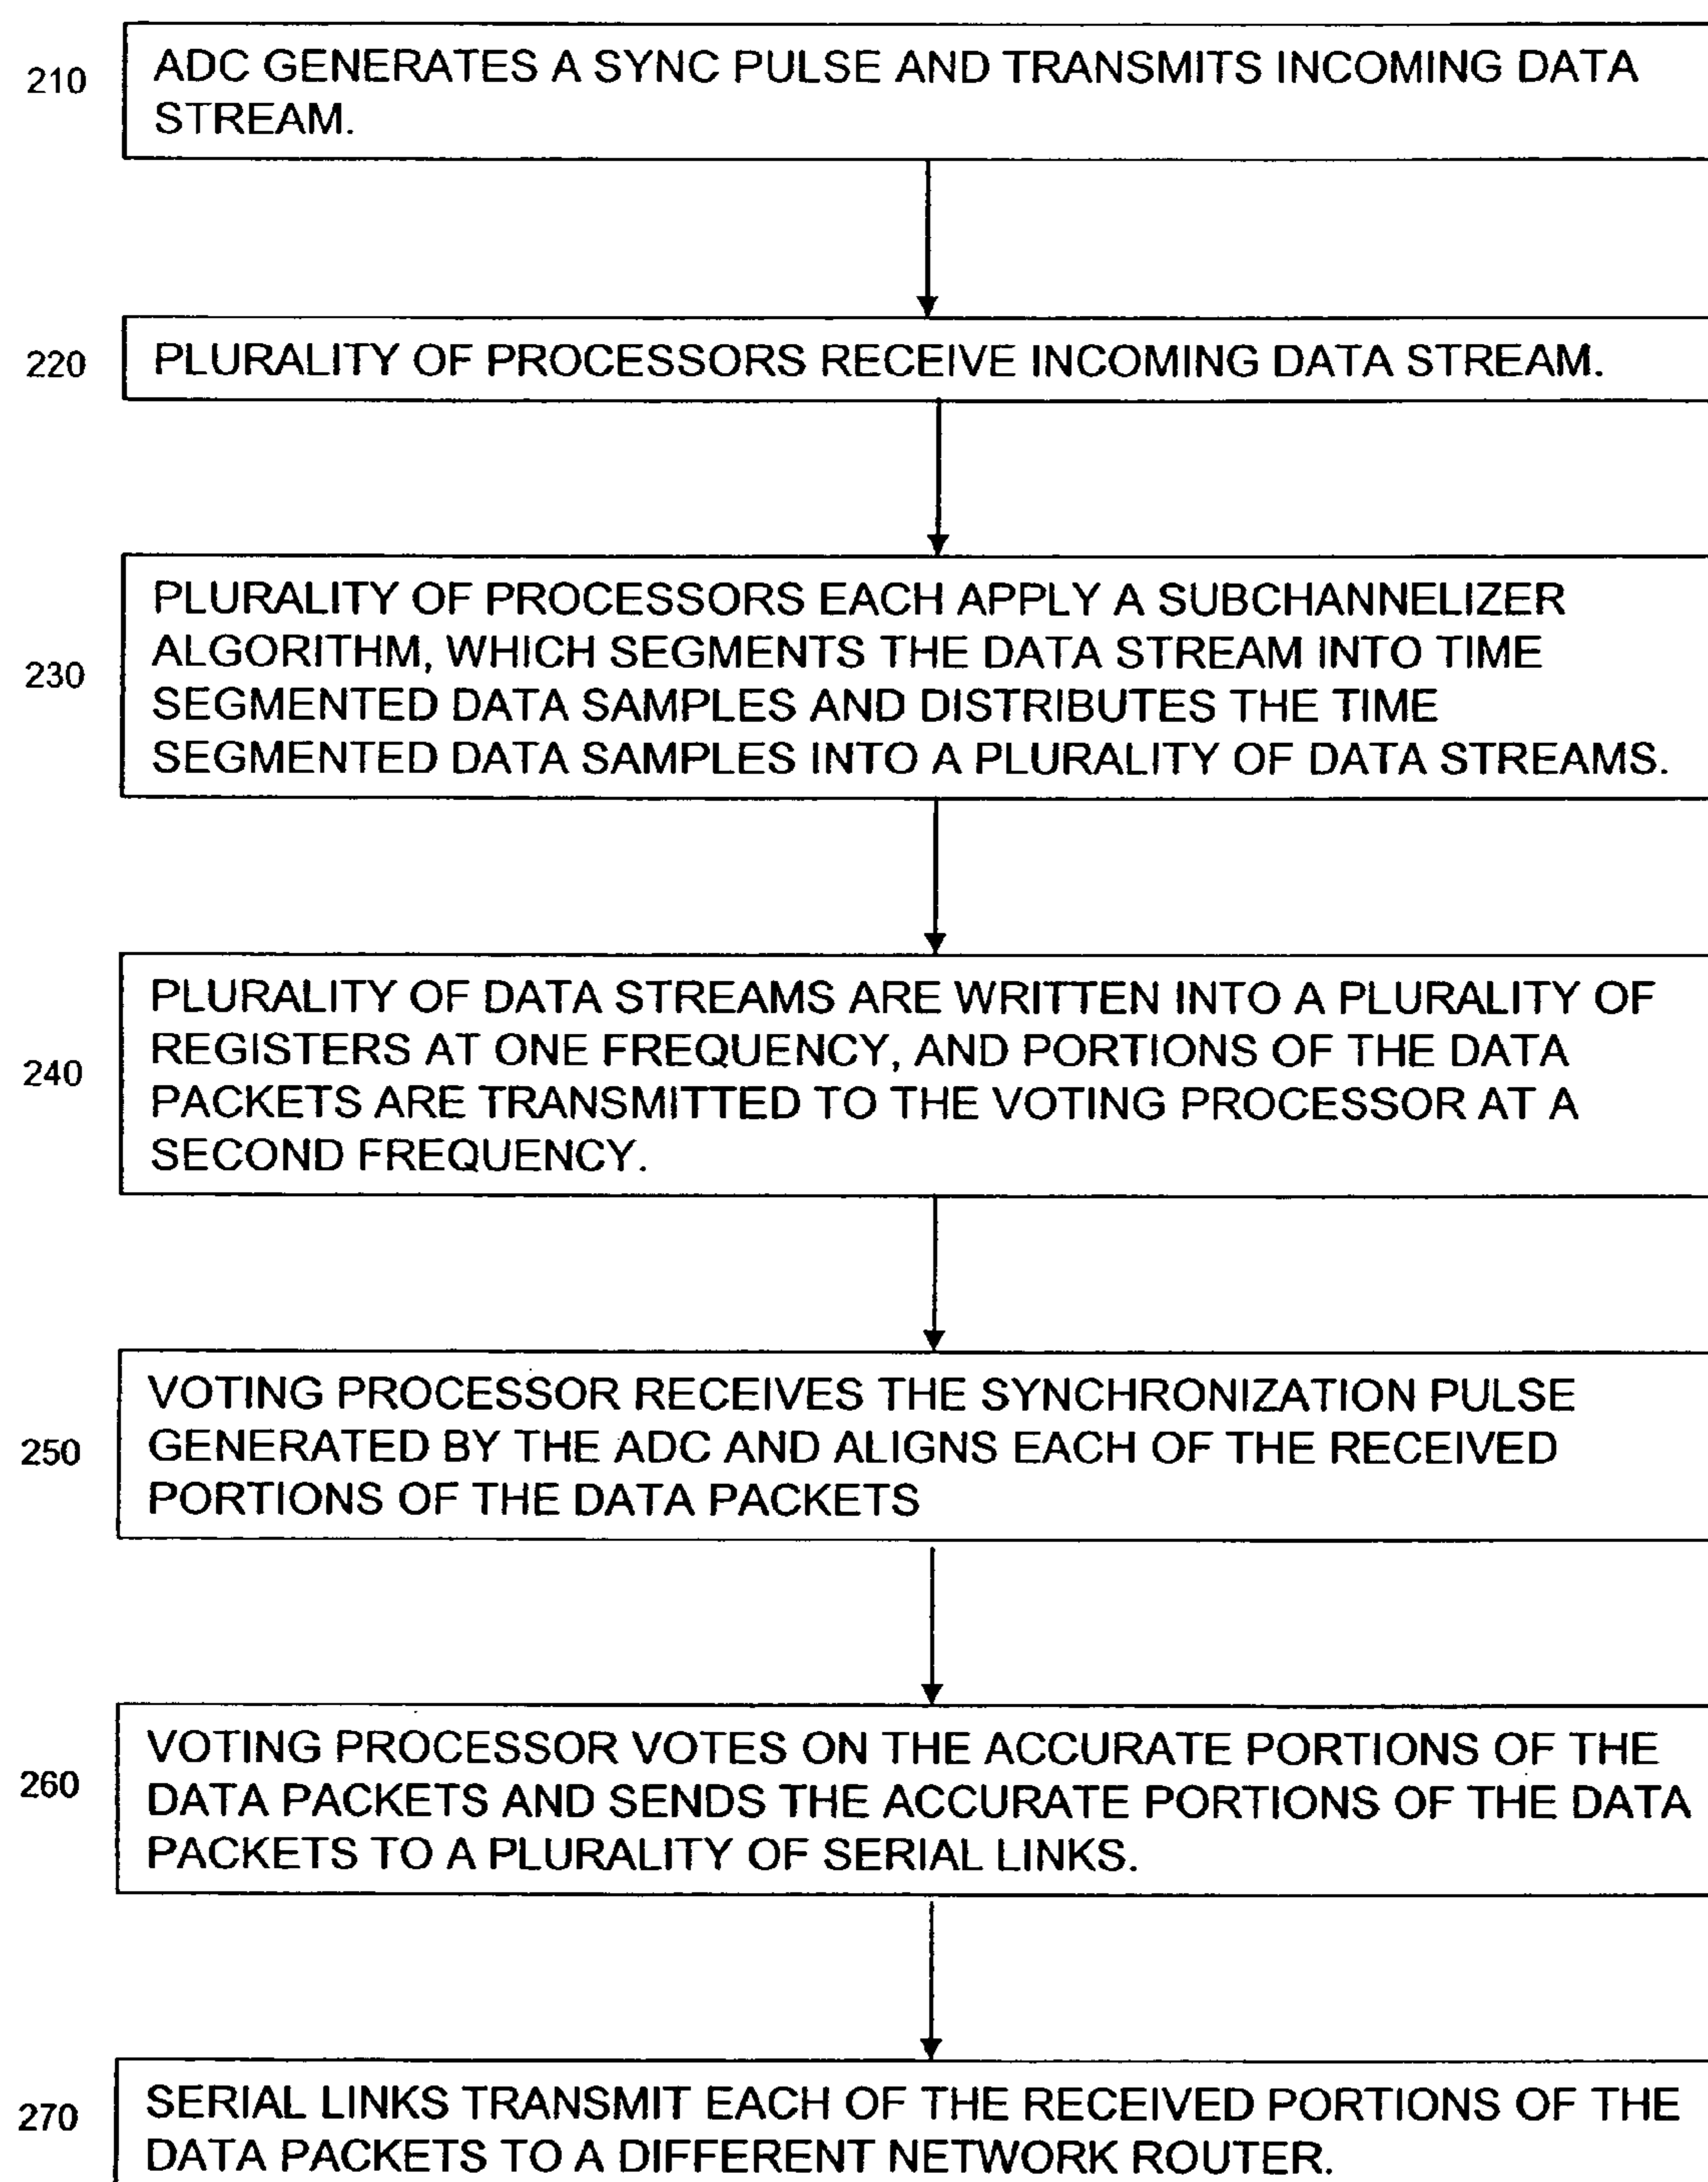 210
ADC GENERATES A SYNC PULSE AND TRANSMITS INCOMING DATA
STREAM.
220
PLURALITY OF PROCESSORS RECEIVE INCOMING DATA STREAM.
230
PLURALITY OF PROCESSORS EACH APPLY A SUBCHANNELIZER
ALGORITHM, WHICH SEGMENTS THE DATA STREAM INTO TIME
SEGMENTED DATA SAMPLES AND DISTRIBUTES THE TIME
SEGMENTED DATA SAMPLES INTO A PLURALITY OF DATA STREAMS.
240
PLURALITY OF DATA STREAMS ARE WRITTEN INTO A PLURALITY OF
REGISTERS AT ONE FREQUENCY, AND PORTIONS OF THE DATA
PACKETS ARE TRANSMITTED TO THE VOTING PROCESSOR AT A
SECOND FREQUENCY.
250
VOTING PROCESSOR RECEIVES THE SYNCHRONIZATION PULSE
GENERATED BY THE ADC AND ALIGNS EACH OF THE RECEIVED
PORTIONS OF THE DATA PACKETS
260
VOTING PROCESSOR VOTES ON THE ACCURATE PORTIONS OF THE
DATA PACKETS AND SENDS THE ACCURATE PORTIONS OF THE DATA
PACKETS TO A PLURALITY OF SERIAL LINKS.
270
SERIAL LINKS TRANSMIT EACH OF THE RECEIVED PORTIONS OF THE
DATA PACKETS TO A DIFFERENT NETWORK ROUTER.